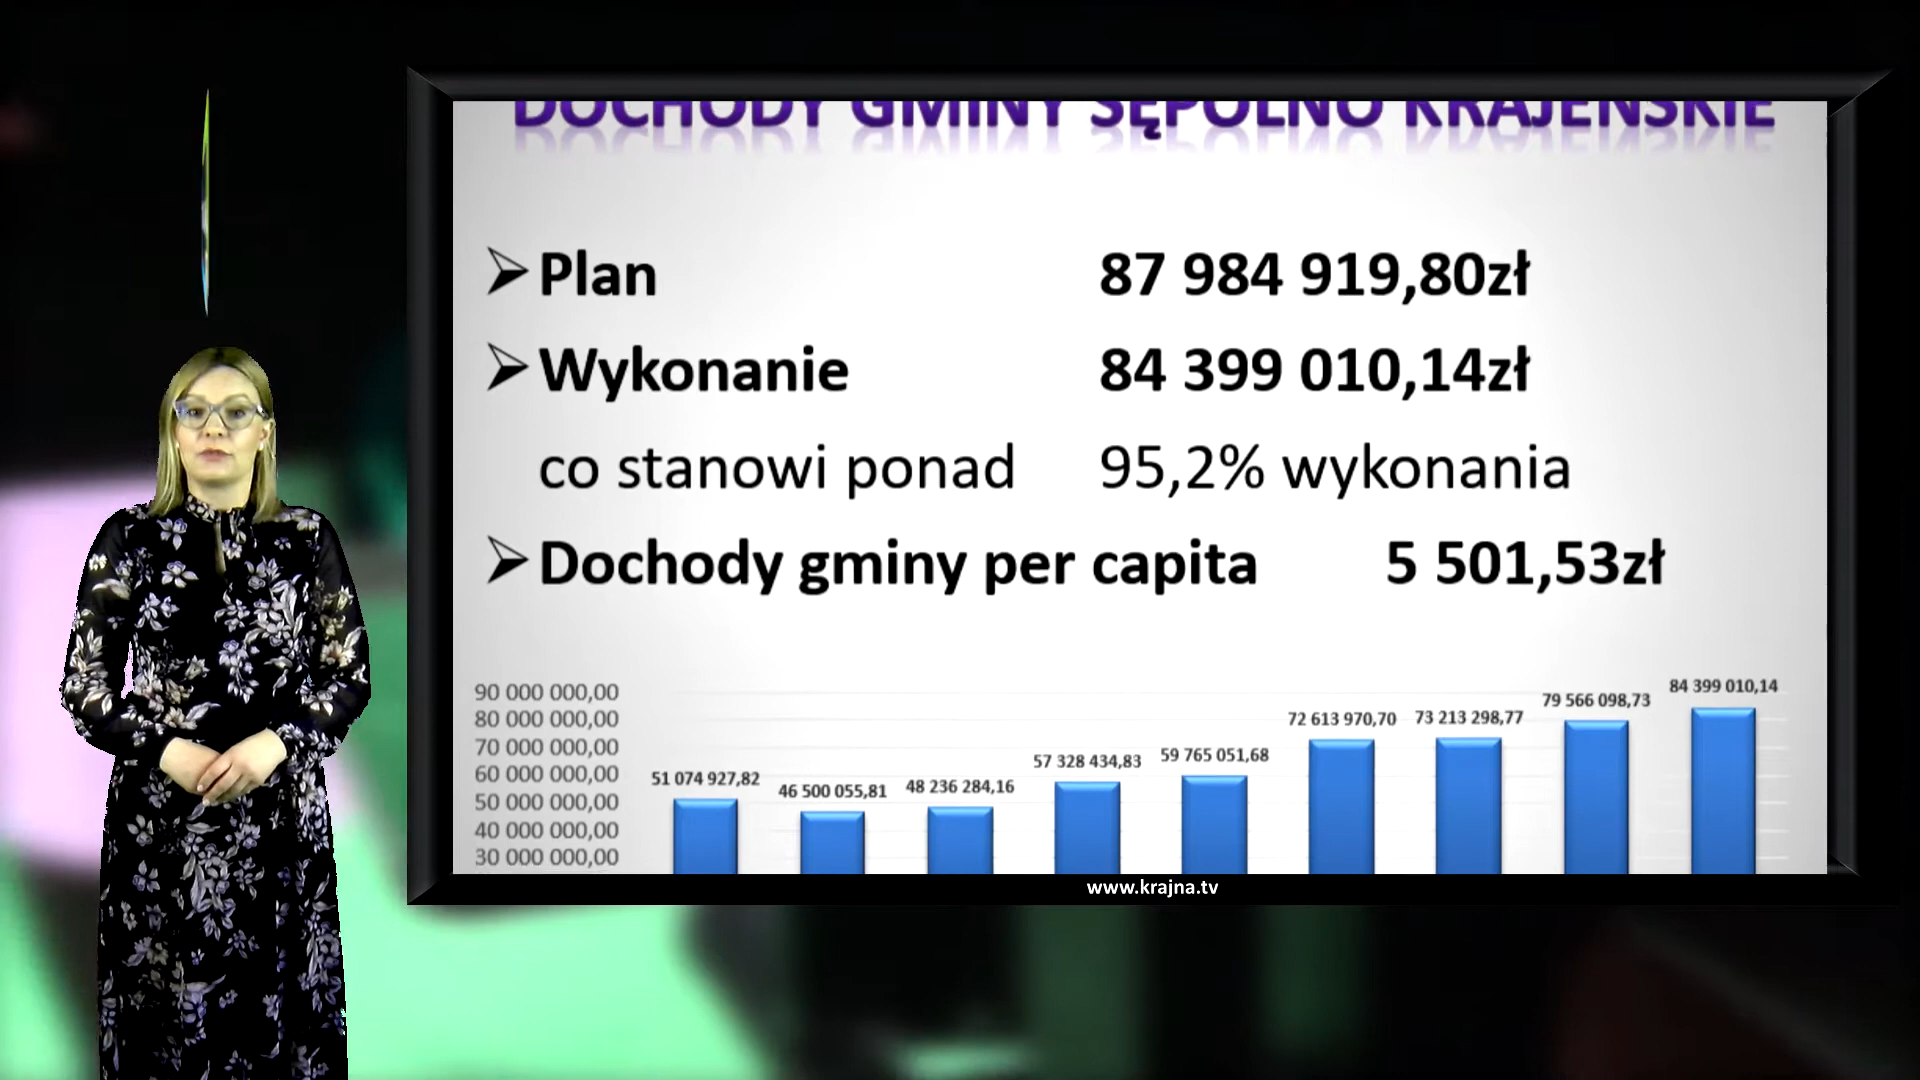 DOCHODY GMINY SĘPÓLNO KRAJEŃSKIE
Plan 87 984 919,80zł
Wykonanie 84 399 010,14zł
co stanowi ponad 95,2% wykonania
Dochody gminy per capita 5 501,53zł
90 000 000,00
80 000 000,00
70 000 000,00
60 000 000,00
50 000 000,00
40 000 000,00
30 000 000,00
51 074 927,82
46 500 055,81
48 236 284,16
57 328 434,83
59 765 051,68
72 613 970,70
73 213 298,77
79 566 098,73
84 399 010,14
www.krajna.tv